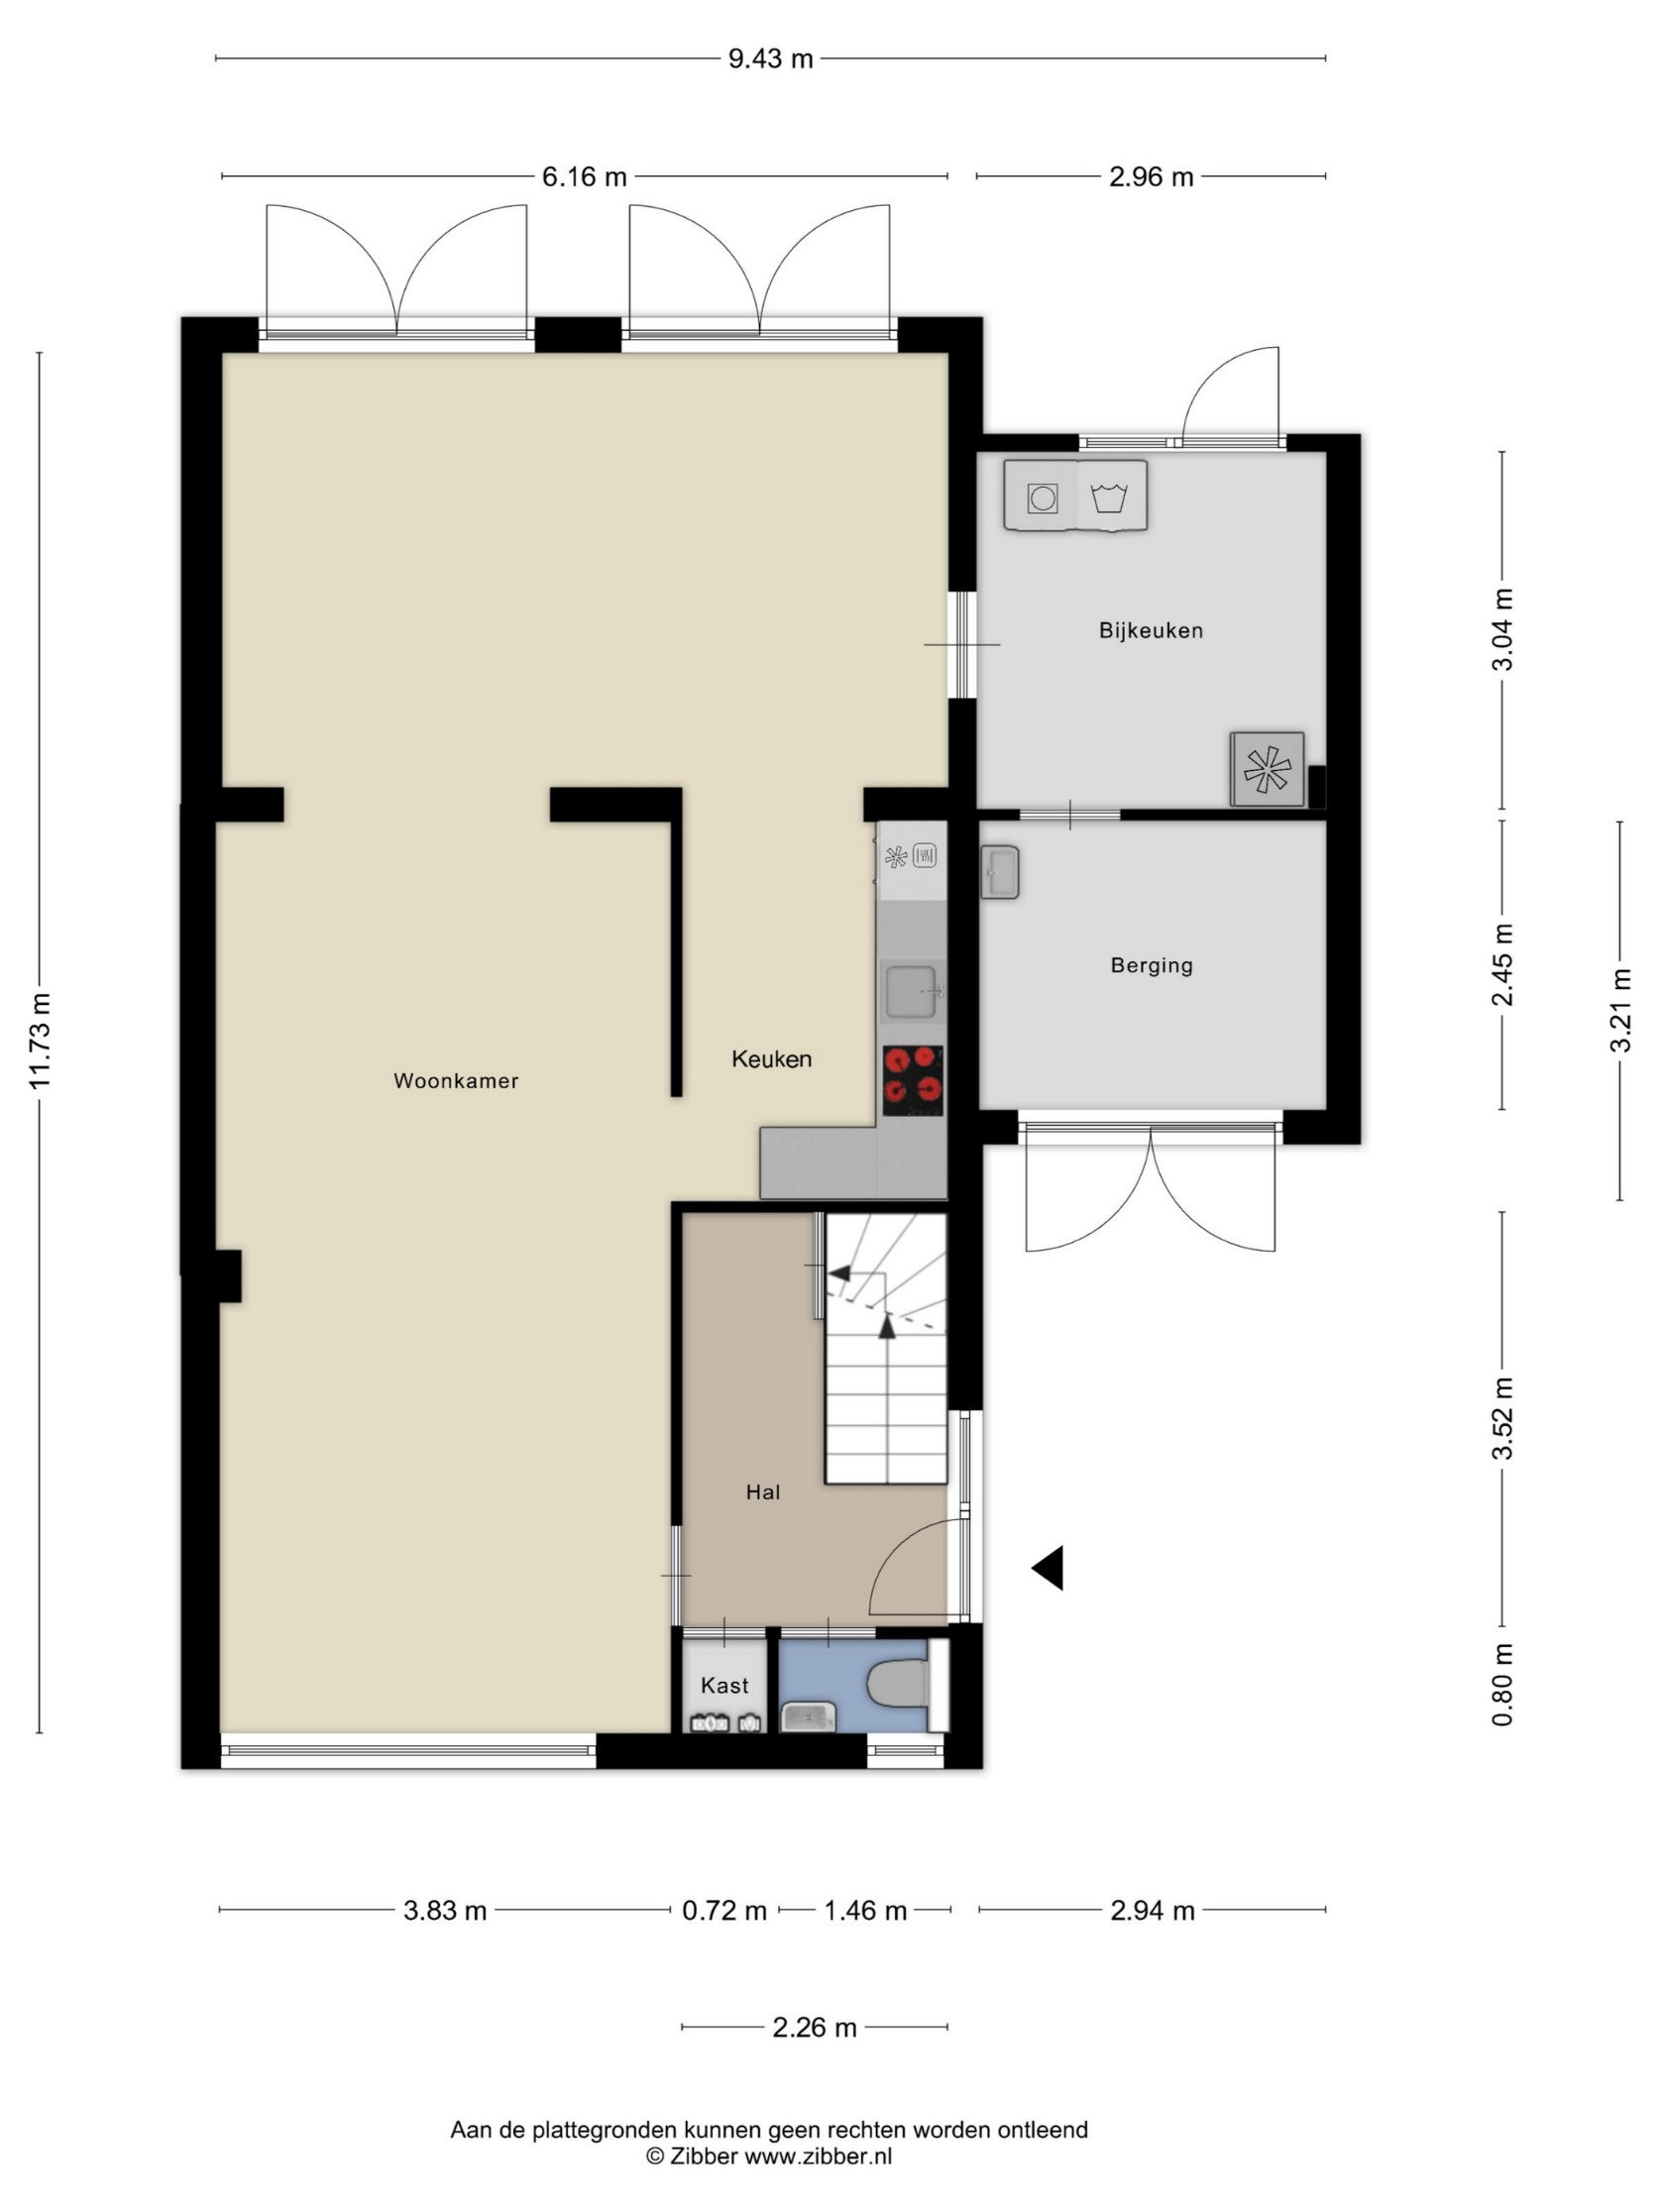 9.43 m
6.16 m
2.96 m
Bijkeuken
3.04 m
Berging
2.45 m
3.21 m
11.73 m
Keuken
Woonkamer
3.52 m
Hal
0.80 m
Kast
3.83 m
0.72 m
1.46 m
2.94 m
2.26 m
Aan de plattegronden kunnen geen rechten worden ontleend
© Zibber www.zibber.nl